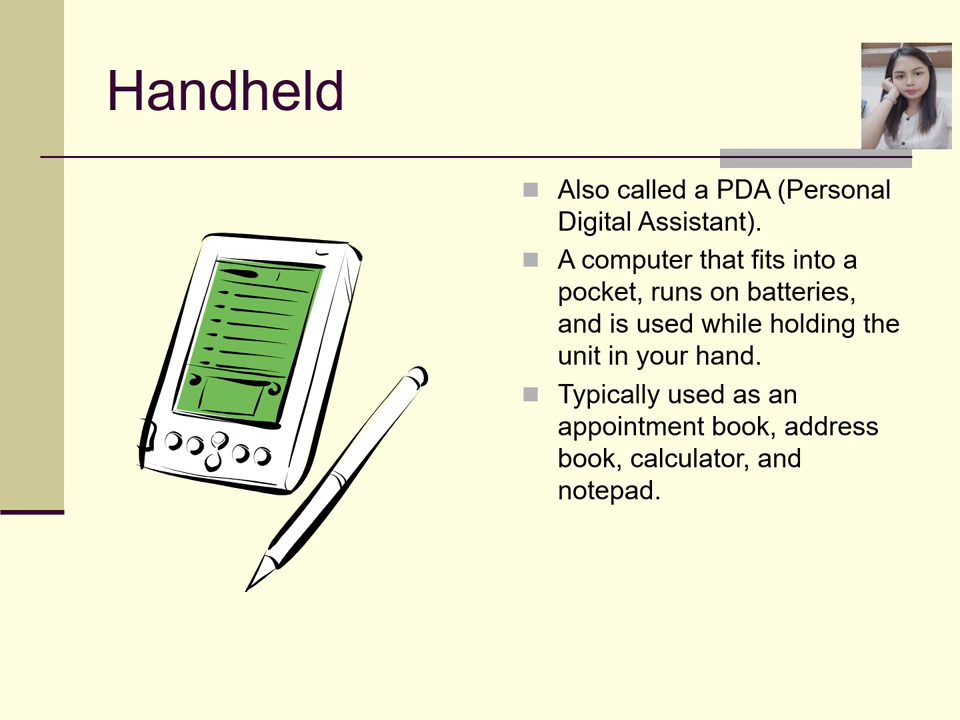 Handheld
Also called a PDA (Personal
Digital Assistant).
A computer that fits into a
pocket, runs on batteries,
and is used while holding the
unit in your hand.
Typically used as an
appointment book, address
book, calculator, and
notepad.